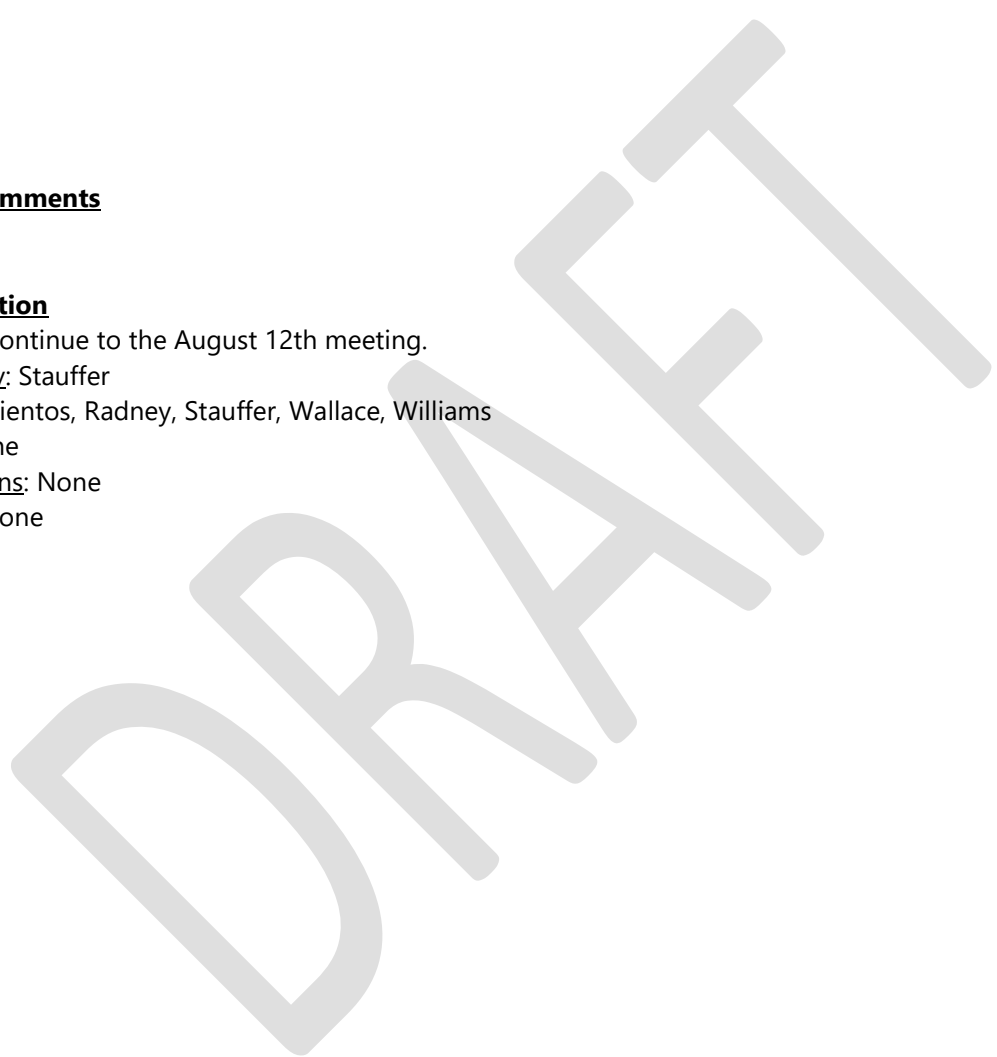 mments
tion
ontinue to the August 12th meeting.
y: Stauffer
ientos, Radney, Stauffer, Wallace, Williams
ne
ns: None
one
DRAFT